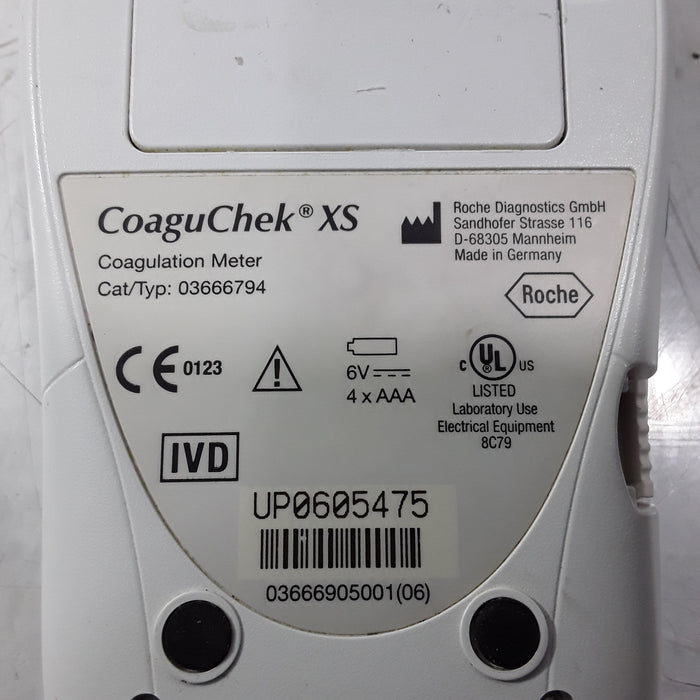 CoaguChek® XS
Coagulation Meter
Cat/Typ: 03666794
Roche Diagnostics GmbH
Sandhofer Strasse 116
D-68305 Mannheim
Made in Germany
Roche
CE 0123
6V
4 x AAA
c UL® US
LISTED
Laboratory Use
Electrical Equipment
8C79
IVD
UP0605475
03666905001(06)